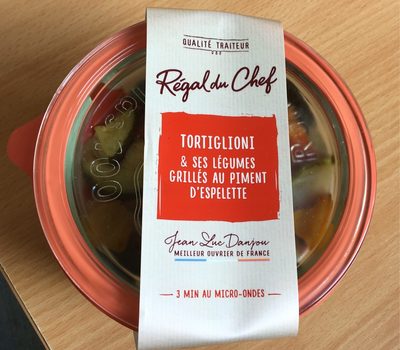 QUALITÉ TRAITEUR
Régal du Chef
TORTIGLIONI
& SES LÉGUMES
GRILLÉS AU PIMENT
D'ESPELETTE
Jean Luc Danjou
MEILLEUR OUVRIER DE FRANCE
3 MIN AU MICRO-ONDES